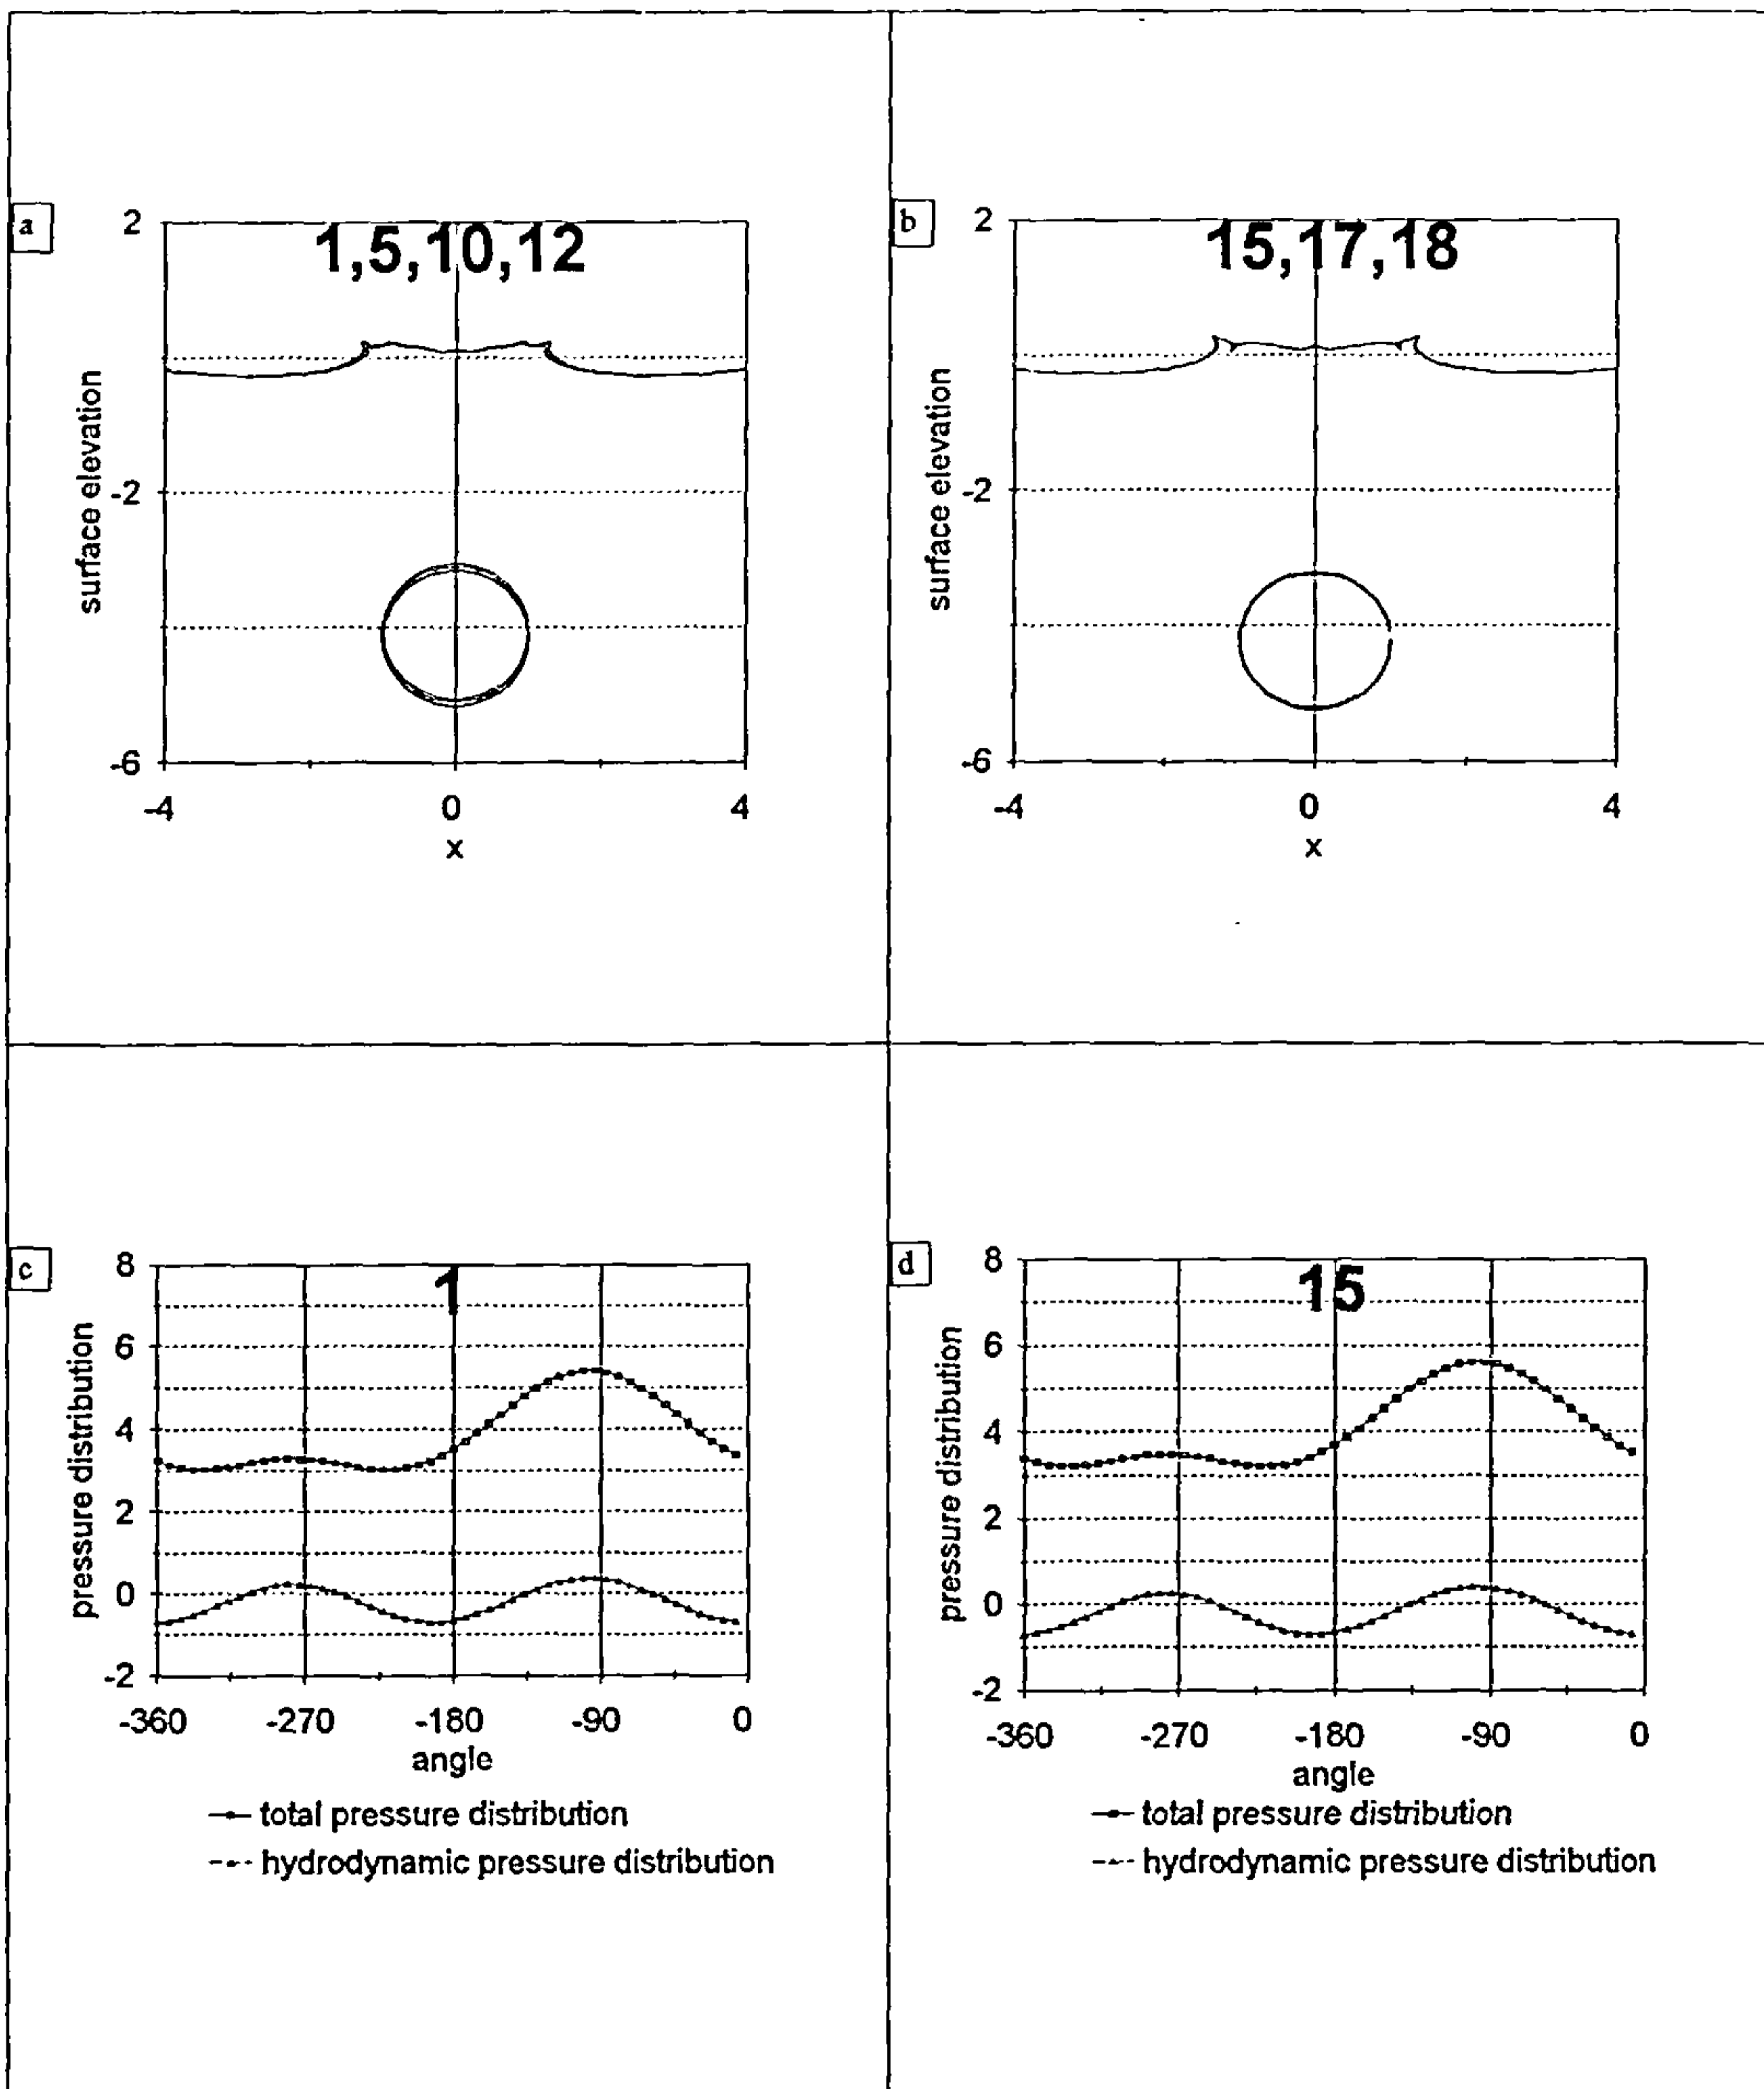 a
2
1,5,10,12
surface elevation
-2
-6
-4 0 4
x
b
2
15,17,18
surface elevation
-2
-6
-4 0 4
x
c
8
1
6
4
2
0
-2
pressure distribution
-360 -270 -180 -90 0
angle
total pressure distribution
hydrodynamic pressure distribution
d
8
15
6
4
2
0
-2
pressure distribution
-360 -270 -180 -90 0
angle
total pressure distribution
hydrodynamic pressure distribution